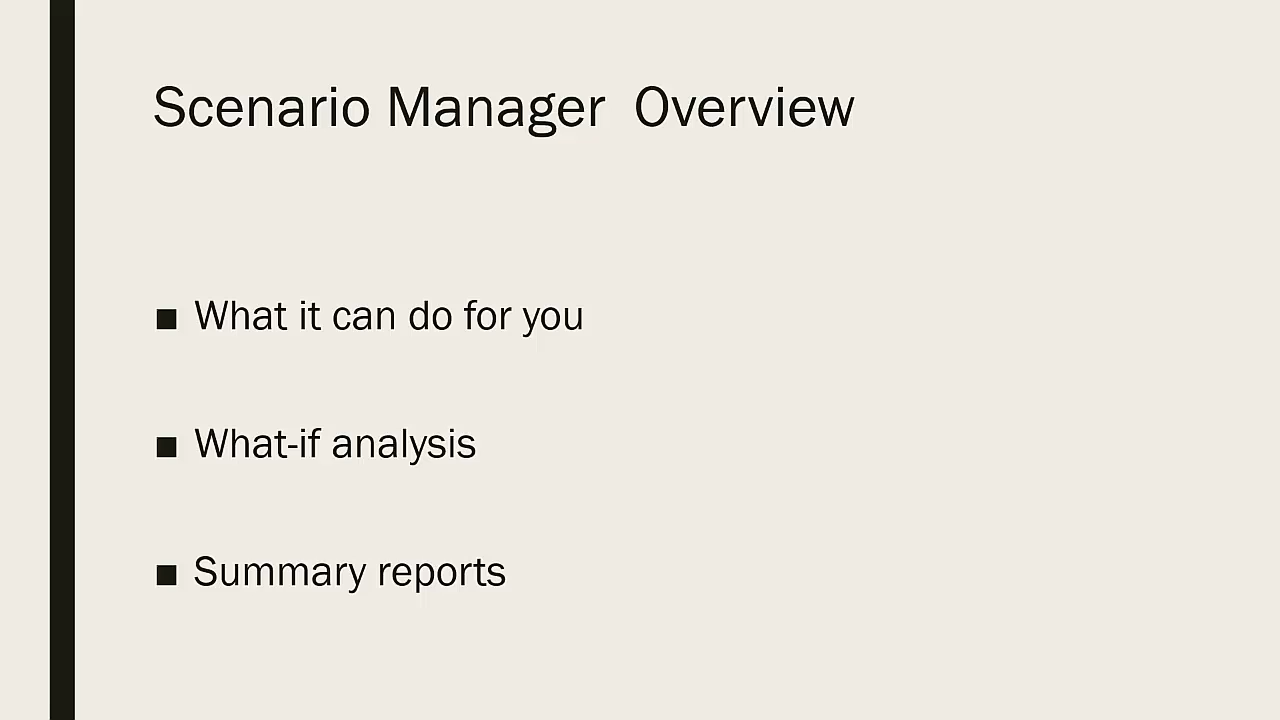 Scenario Manager  Overview
■ What it can do for you
■ What-if analysis
■ Summary reports